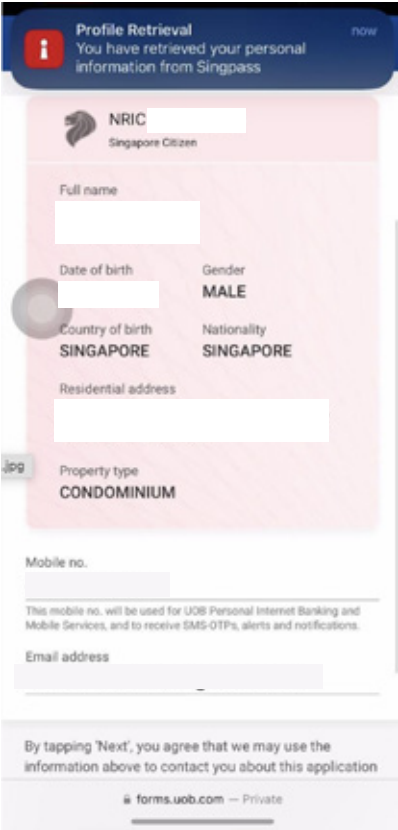 Profile Retrieval
now
You have retrieved your personal
information from Singpass
NRIC
Singapore Citizen
Full name
Date of birth
Gender
MALE
Country of birth
Nationality
SINGAPORE
SINGAPORE
Residential address
.jpg
Property type
CONDOMINIUM
Mobile no.
This mobile no. will be used for UOB Personal Internet Banking and
Mobile Services, and to receive SMS-OTPs, alerts and notifications.
Email address
By tapping 'Next', you agree that we may use the
information above to contact you about this application
forms.uob.com — Private